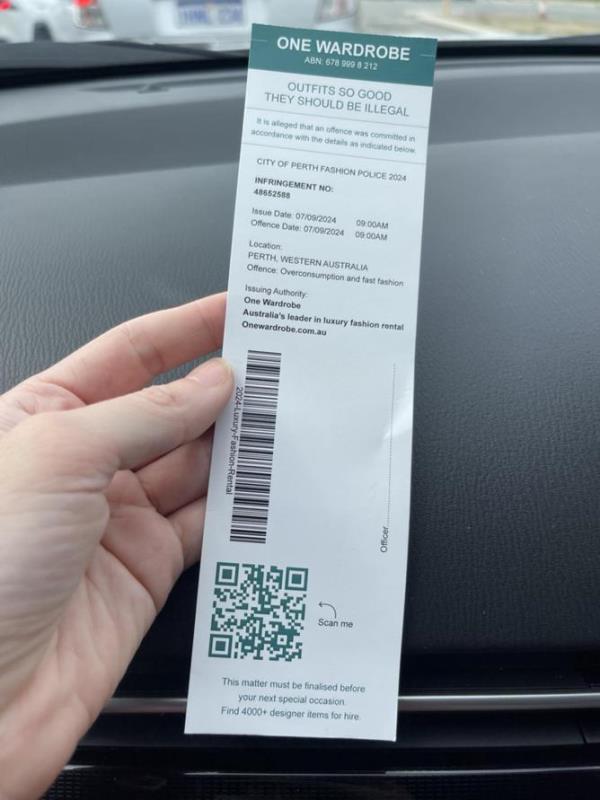 ONE WARDROBE
ABN: 678 999 8 212
OUTFITS SO GOOD
THEY SHOULD BE ILLEGAL
It is alleged that an offence was committed in
accordance with the details as indicated below.
CITY OF PERTH FASHION POLICE 2024
INFRINGEMENT NO:
48652588
Issue Date: 07/09/2024 09:00AM
Offence Date: 07/09/2024 09:00AM
Location:
PERTH, WESTERN AUSTRALIA
Offence: Overconsumption and fast fashion
Issuing Authority:
One Wardrobe
Australia's leader in luxury fashion rental
Onewardrobe.com.au
2024-Luxury-Fashion-Rental
Officer
Scan me
This matter must be finalised before
your next special occasion.
Find 4000+ designer items for hire.